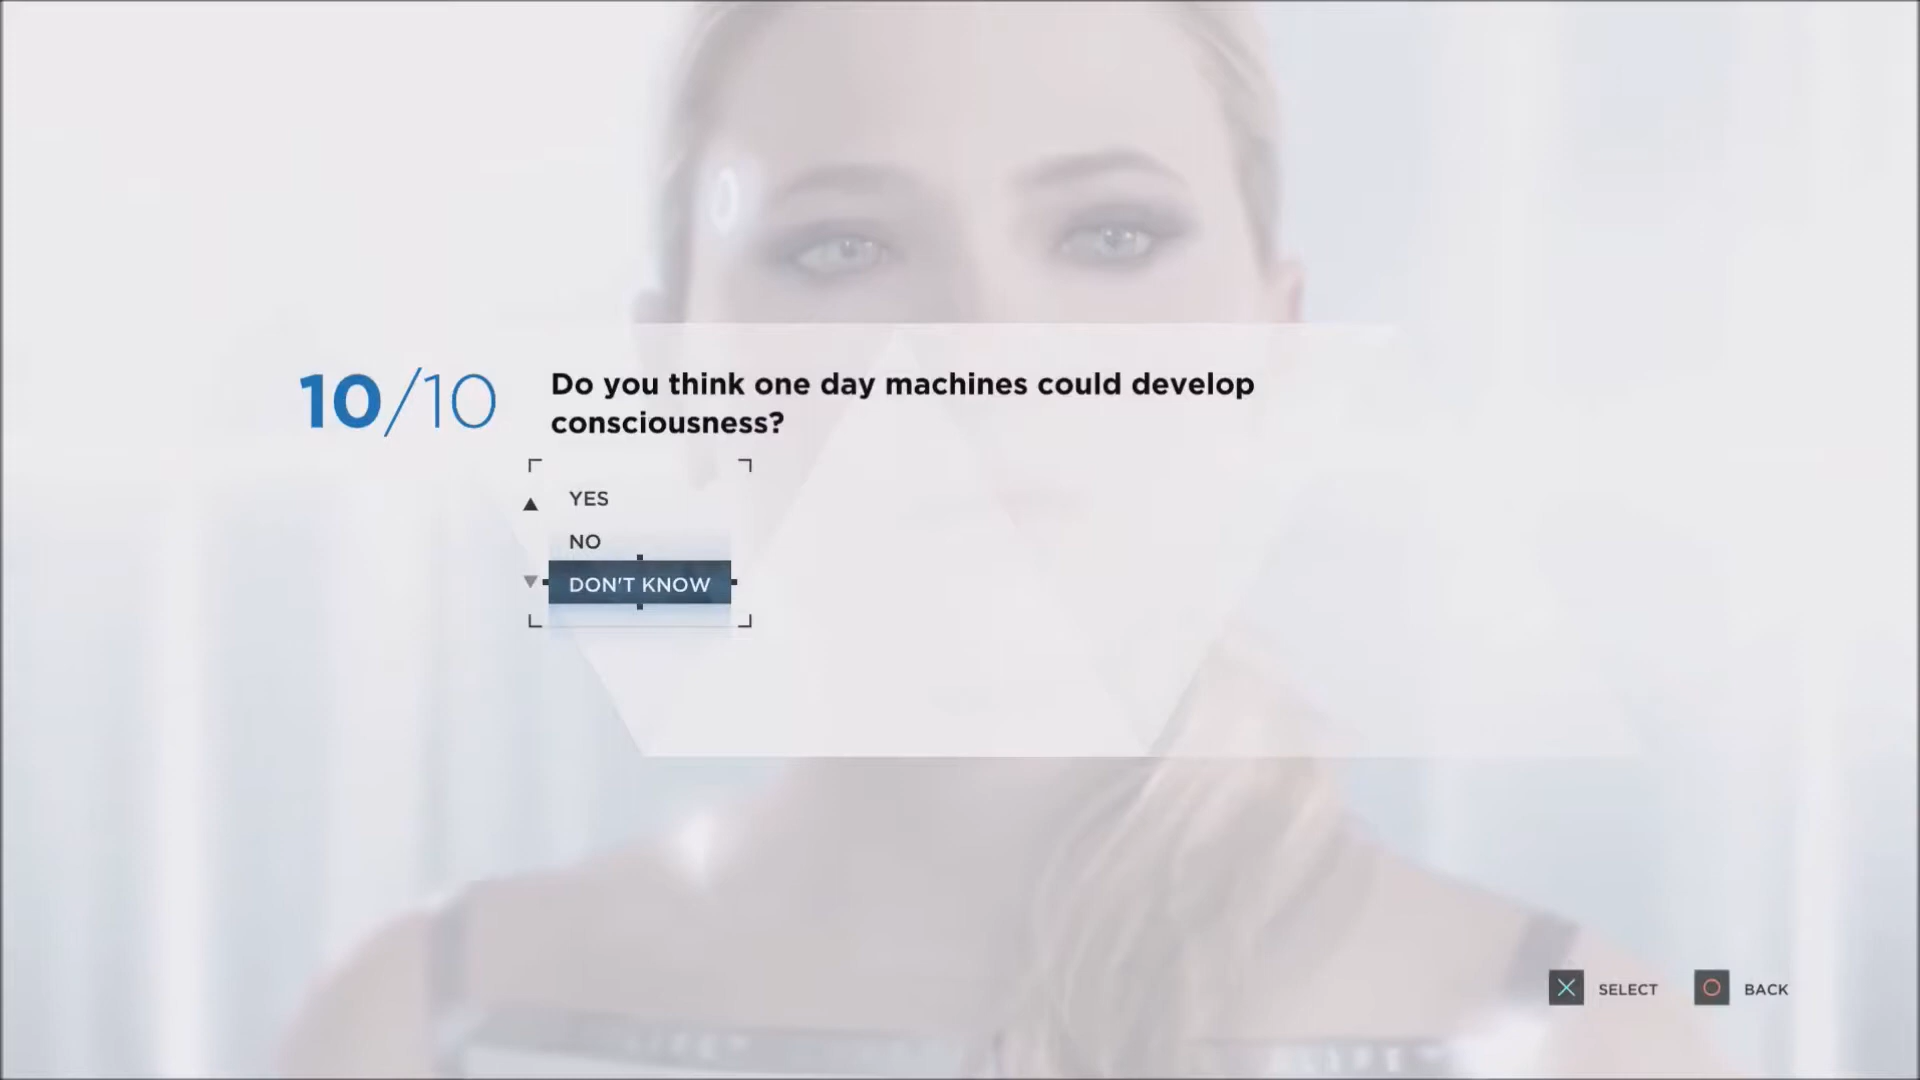 10/10
Do you think one day machines could develop
consciousness?
YES
NO
DON'T KNOW
SELECT
BACK